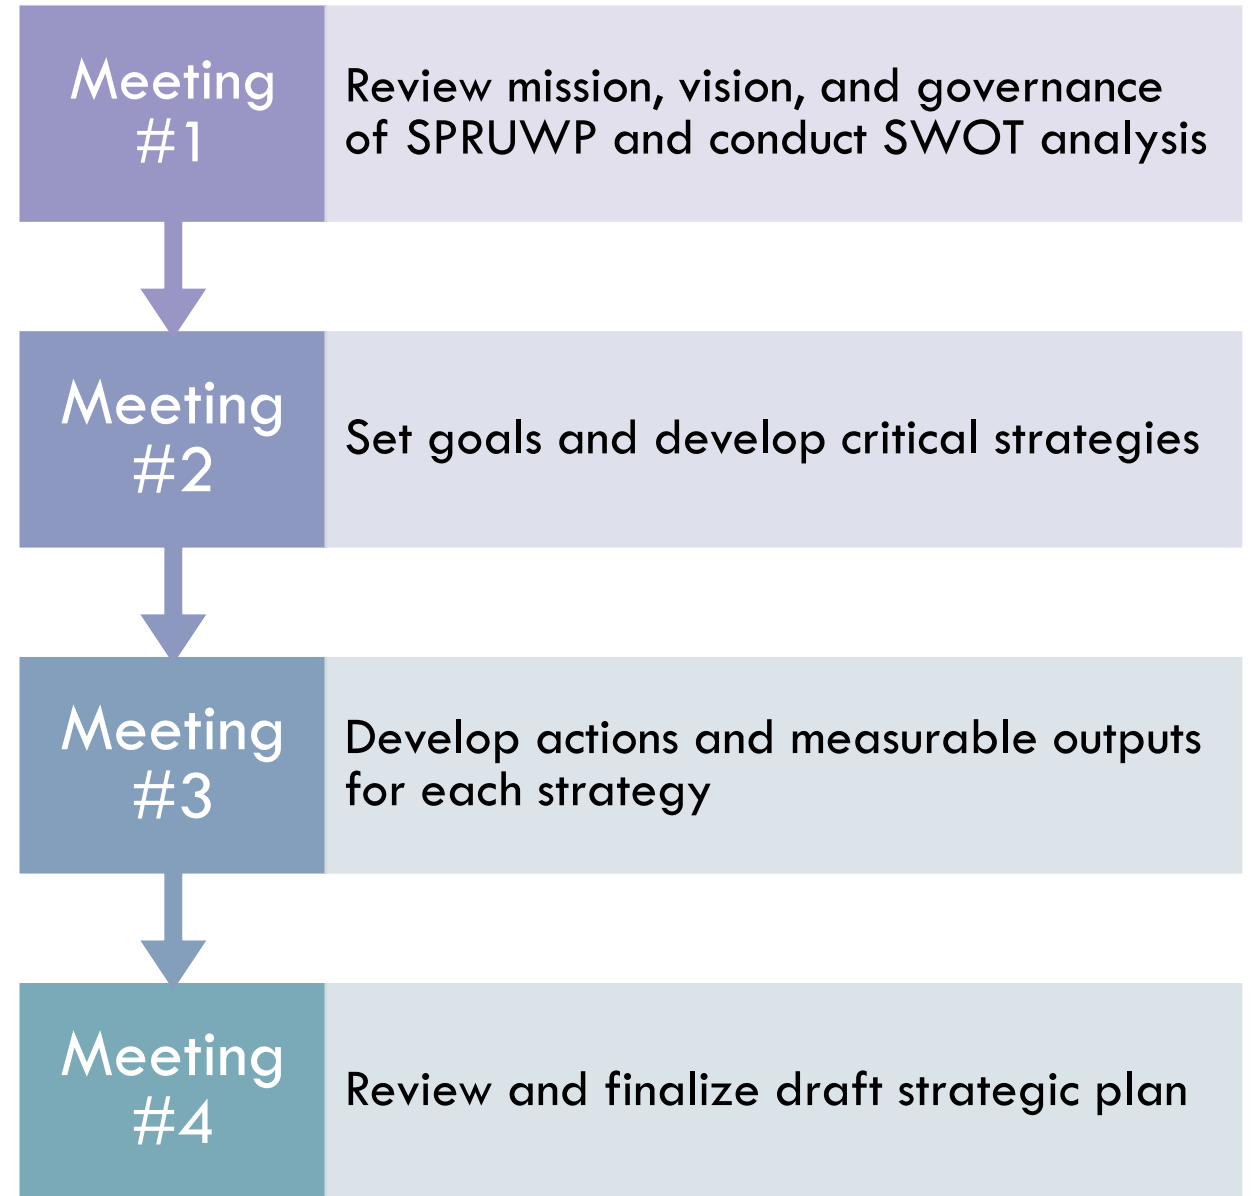 Meeting
#1
Review mission, vision, and governance
of SPRUWP and conduct SWOT analysis
Meeting
#2
Set goals and develop critical strategies
Meeting
#3
Develop actions and measurable outputs
for each strategy
Meeting
#4
Review and finalize draft strategic plan